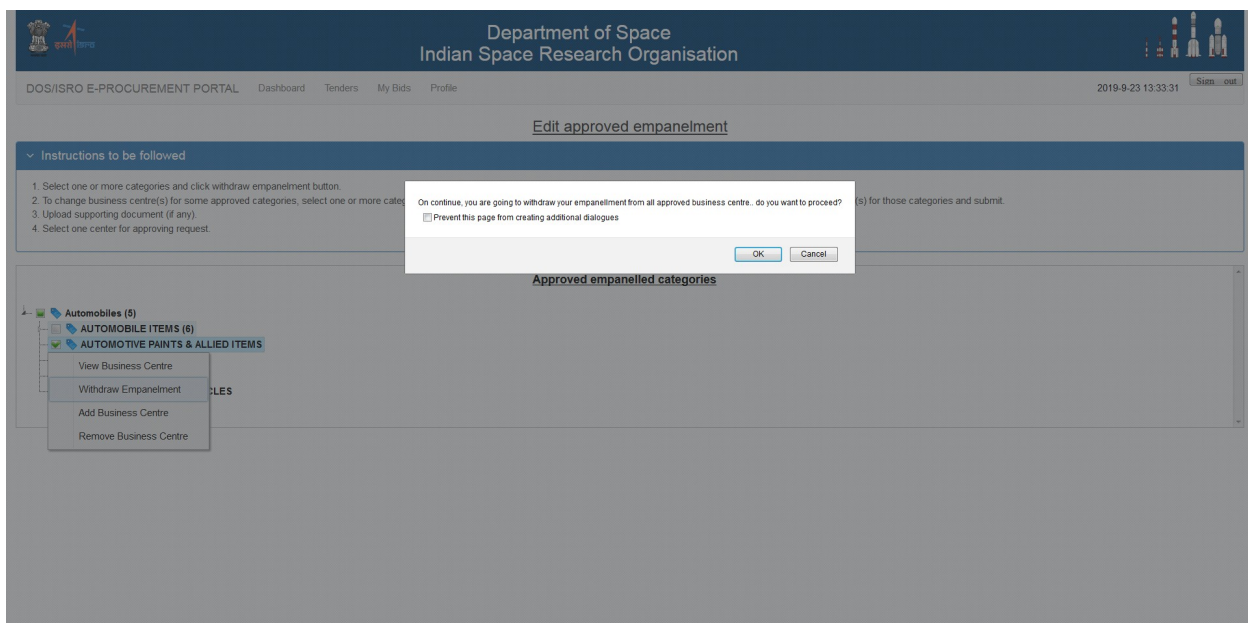 इसरो isro
Department of Space
Indian Space Research Organisation
DOS/ISRO E-PROCUREMENT PORTAL Dashboard Tenders My Bids Profile
2019-9-23 13:33:31 Sign out
Edit approved empanelment
Instructions to be followed
1. Select one or more categories and click withdraw empanelment button.
2. To change business centre(s) for some approved categories, select one or more categ
(s) for those categories and submit.
3. Upload supporting document (if any).
4. Select one center for approving request.
On continue, you are going to withdraw your empanellment from all approved business centre.. do you want to proceed?
Prevent this page from creating additional dialogues
OK Cancel
Approved empanelled categories
Automobiles (5)
AUTOMOBILE ITEMS (6)
AUTOMOTIVE PAINTS & ALLIED ITEMS
View Business Centre
Withdraw Empanelment
CLES
Add Business Centre
Remove Business Centre